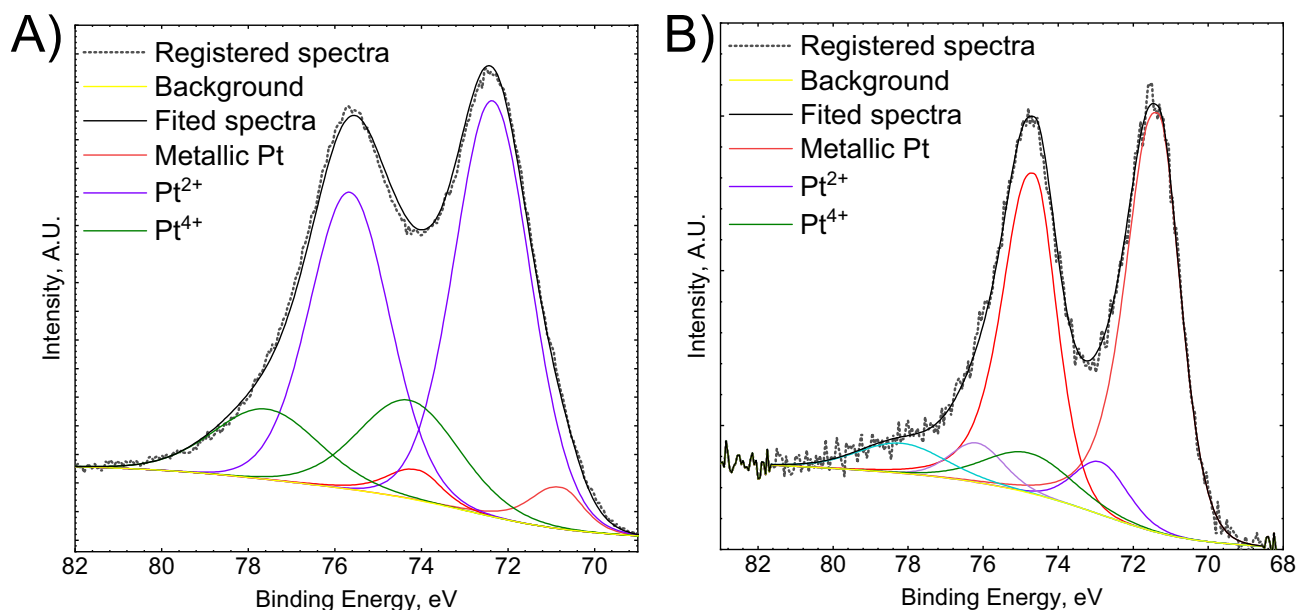 A)
Registered spectra
Background
Fited spectra
Metallic Pt
Pt²⁺
Pt⁴⁺
Intensity, A.U.
82 80 78 76 74 72 70
Binding Energy, eV
B)
Registered spectra
Background
Fited spectra
Metallic Pt
Pt²⁺
Pt⁴⁺
Intensity, A.U.
82 80 78 76 74 72 70 68
Binding Energy, eV